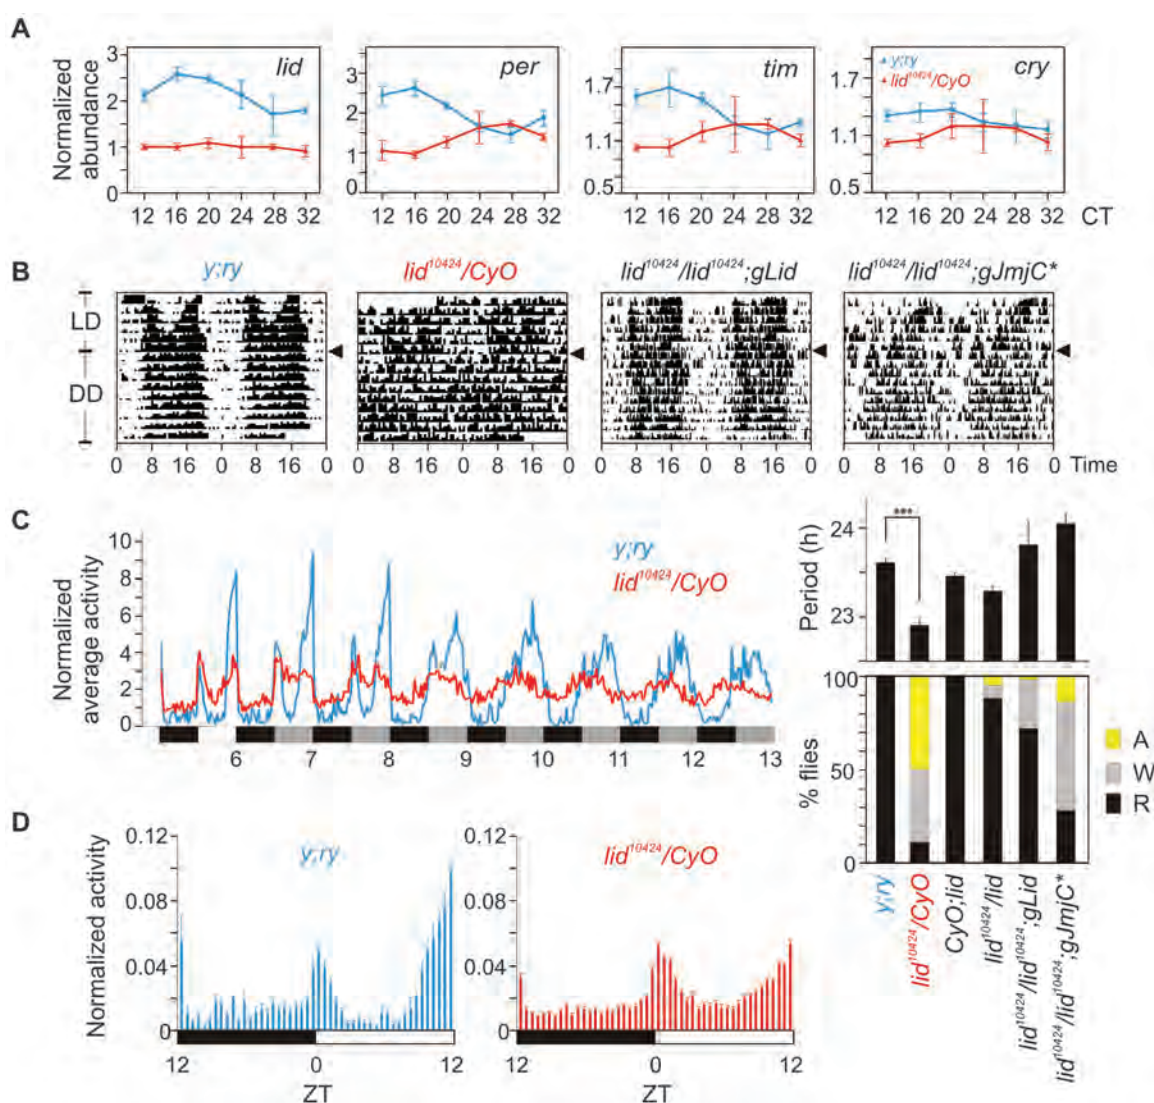 A
Normalized abundance
lid
per
tim
cry
y;ry
lid10424/CyO
3
2
1
0
3
2
1
0
1.7
1.1
0.5
1.7
1.1
0.5
12 16 20 24 28 32
12 16 20 24 28 32
12 16 20 24 28 32
12 16 20 24 28 32
CT
B
y;ry
lid10424/CyO
lid10424/lid10424;gLid
lid10424/lid10424;gJmjC*
LD
DD
0 8 16 0 8 16 0
0 8 16 0 8 16 0
0 8 16 0 8 16 0
0 8 16 0 8 16 0
Time
C
Normalized average activity
10
8
6
4
2
0
y;ry
lid10424/CyO
6 7 8 9 10 11 12 13
Period (h)
24
23
***
% flies
100
50
0
A
W
R
y;ry
lid10424/CyO
CyO;lid
lid10424/lid
lid10424/lid10424;gLid
lid10424/lid10424;gJmjC*
D
Normalized activity
0.12
0.08
0.04
0
y;ry
12 0 12
ZT
0.12
0.08
0.04
0
lid10424/CyO
12 0 12
ZT